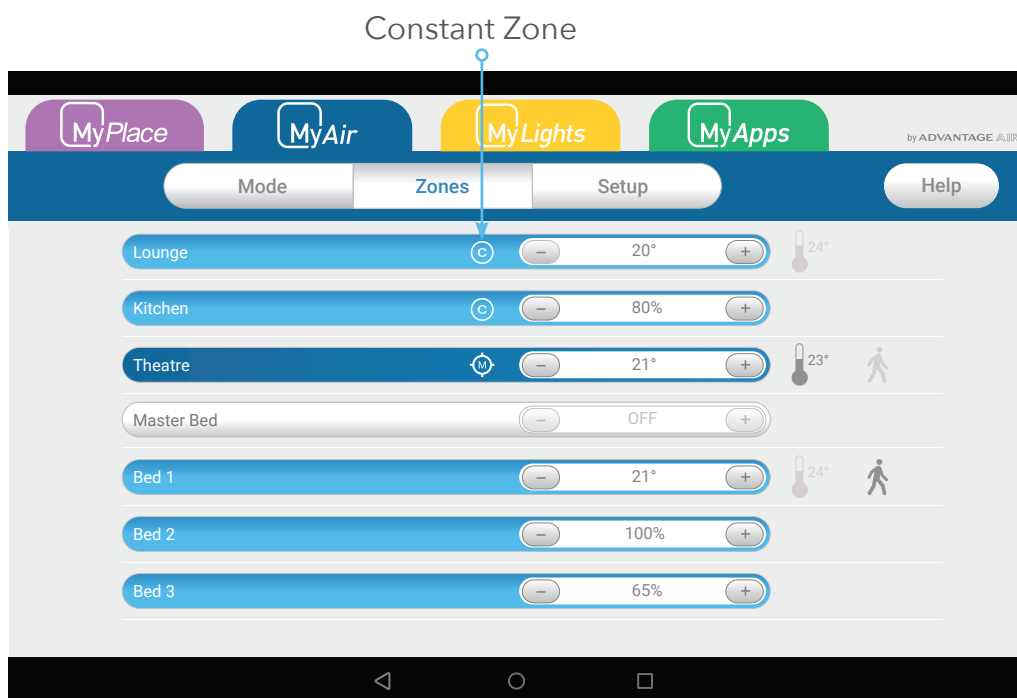 Constant Zone
MyPlace MyAir MyLights MyApps by ADVANTAGE AIR
Mode Zones Setup Help
Lounge C − 20° + 24°
Kitchen C − 80% +
Theatre M − 21° + 23°
Master Bed − OFF +
Bed 1 − 21° + 24°
Bed 2 − 100% +
Bed 3 − 65% +